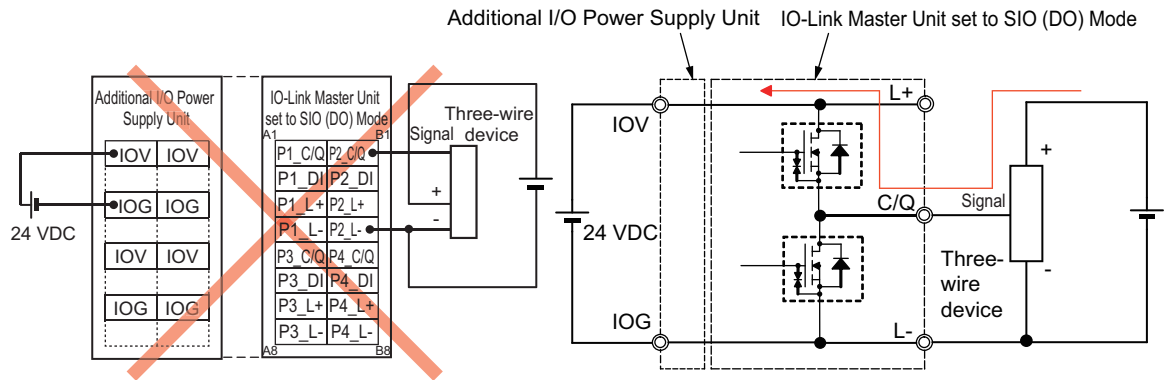 Additional I/O Power Supply Unit
IO-Link Master Unit set to SIO (DO) Mode
Additional I/O Power
Supply Unit
IOV IOV
IOG IOG
IOV IOV
IOG IOG
24 VDC
IO-Link Master Unit
set to SIO (DO) Mode
A1 B1
P1_C/Q P2_C/Q
P1_DI P2_DI
P1_L+ P2_L+
P1_L- P2_L-
P3_C/Q P4_C/Q
P3_DI P4_DI
P3_L+ P4_L+
P3_L- P4_L-
A8 B8
Signal
Three-wire
device
+
-
IOV
24 VDC
IOG
L+
C/Q
L-
Signal
+
-
Three-
wire
device